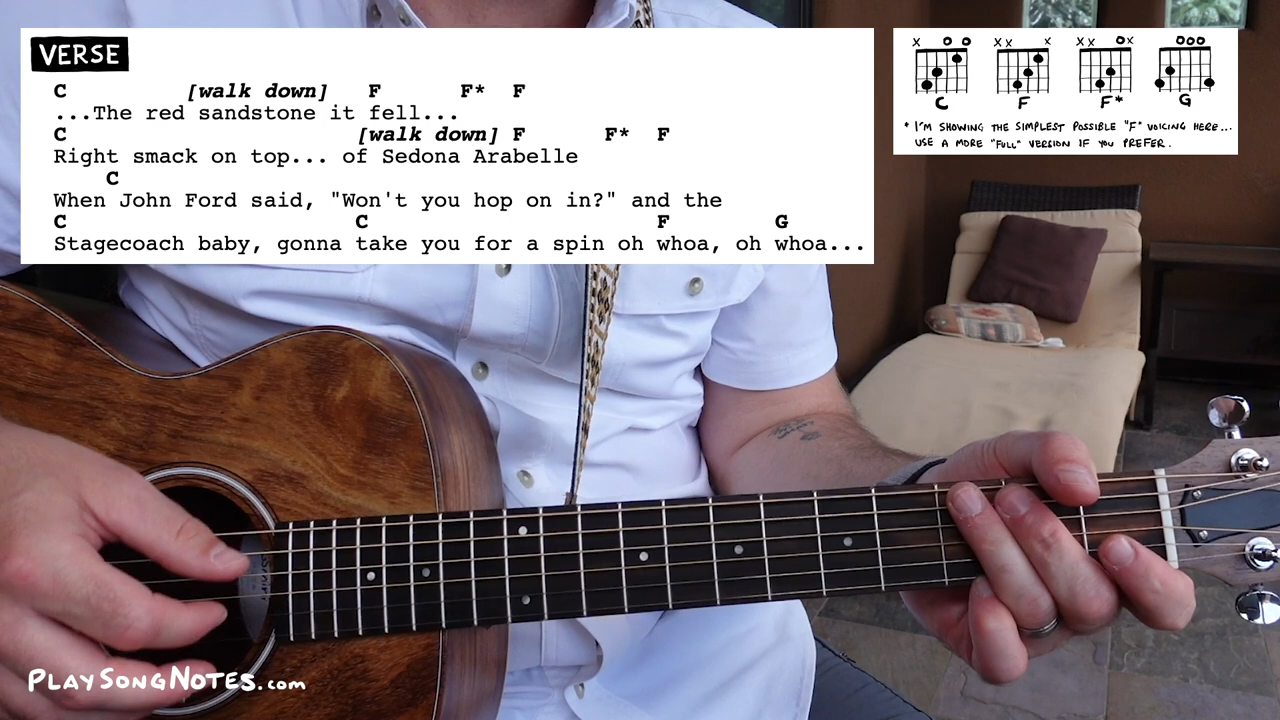 VERSE
C [walk down] F F* F
...The red sandstone it fell...
C [walk down] F F* F
Right smack on top... of Sedona Arabelle
C
When John Ford said, "Won't you hop on in?" and the
C C F G
Stagecoach baby, gonna take you for a spin oh whoa, oh whoa...
x o o x x x x x o x o o o
C F F* G
* I'M SHOWING THE SIMPLEST POSSIBLE "F" VOICING HERE...
USE A MORE "FULL" VERSION IF YOU PREFER.
PLAYSONGNOTES.COM